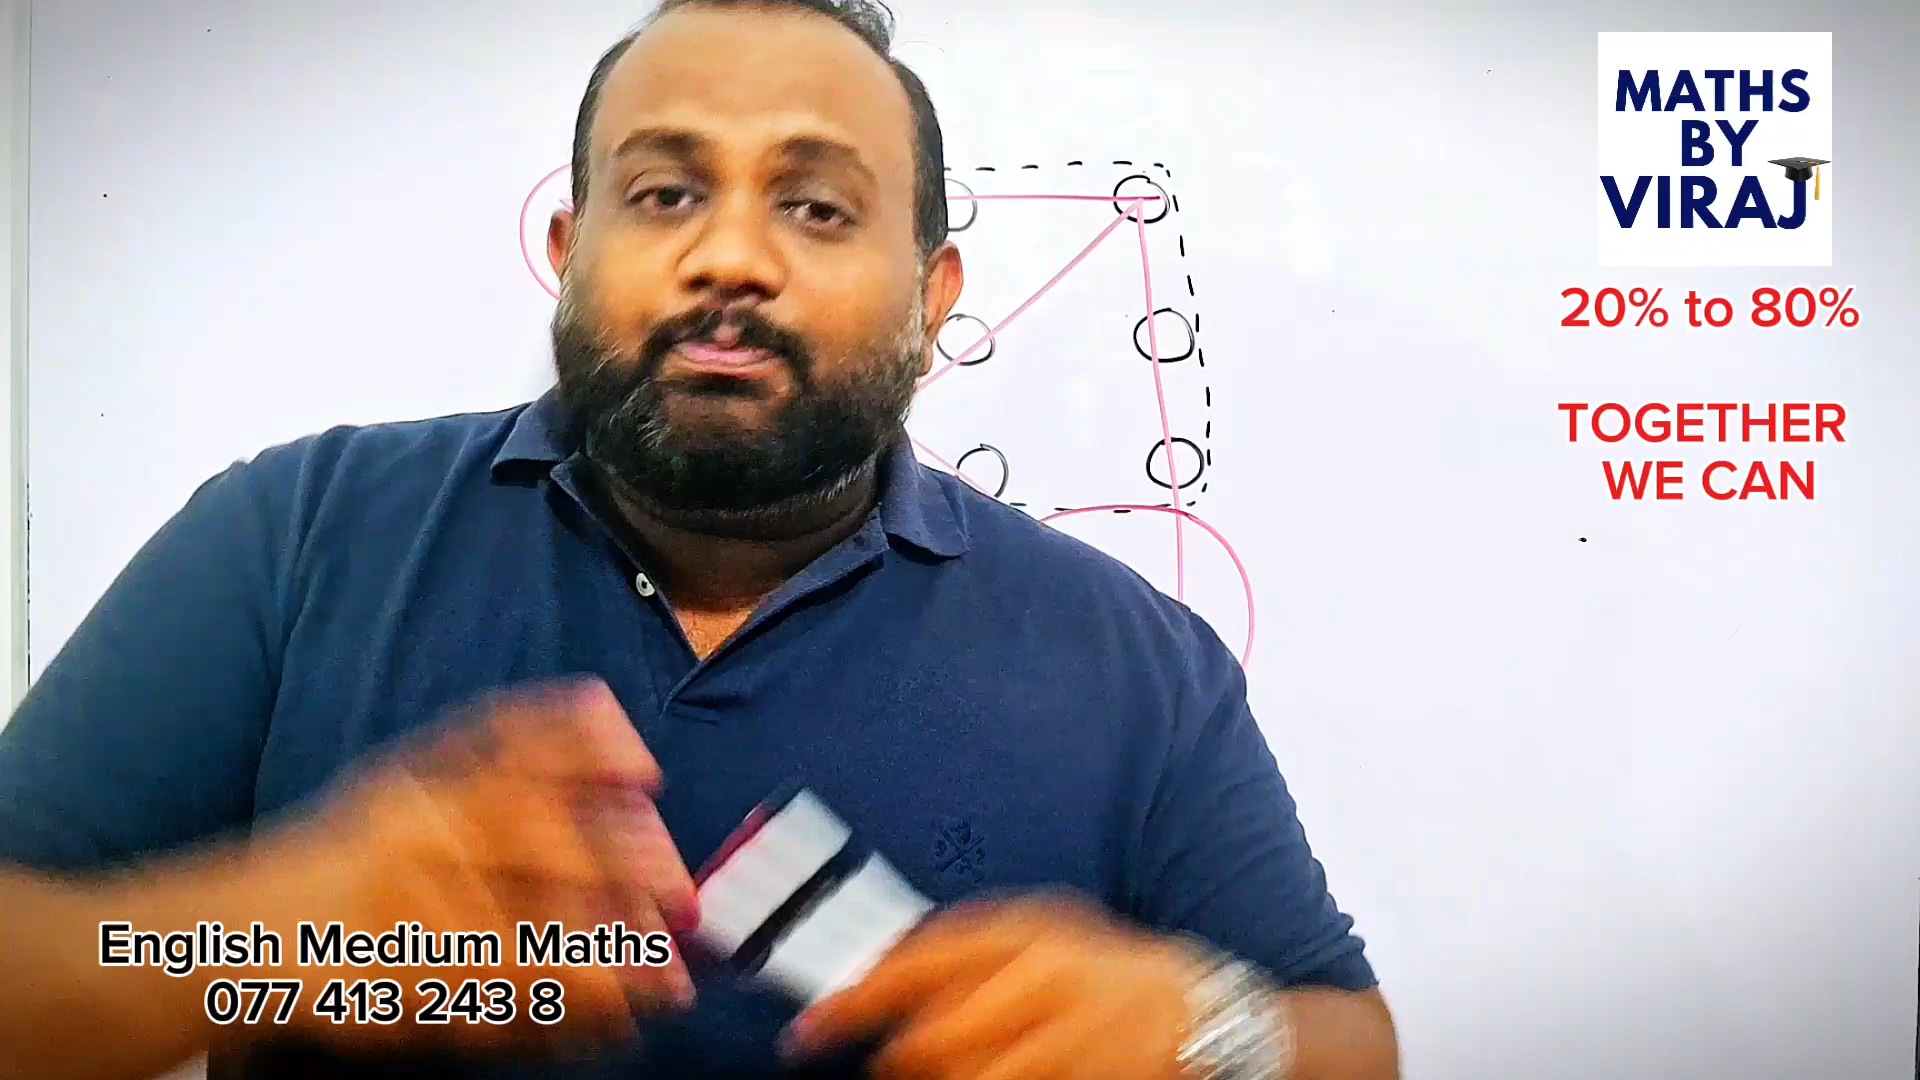 MATHS
BY
VIRAJ
20% to 80%
TOGETHER
WE CAN
English Medium Maths
077 413 243 8